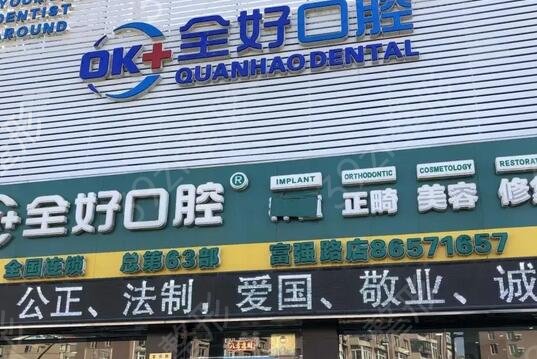 YOUR
DENTIST
AROUND
OK+ 全好口腔
QUANHAO DENTAL
全好口腔®
IMPLANT
ORTHODONTIC
正畸
COSMETOLOGY
美容
RESTORA
修
全国连锁 总第63部 富强路店86571657
公正、法制,爱国、敬业、诚